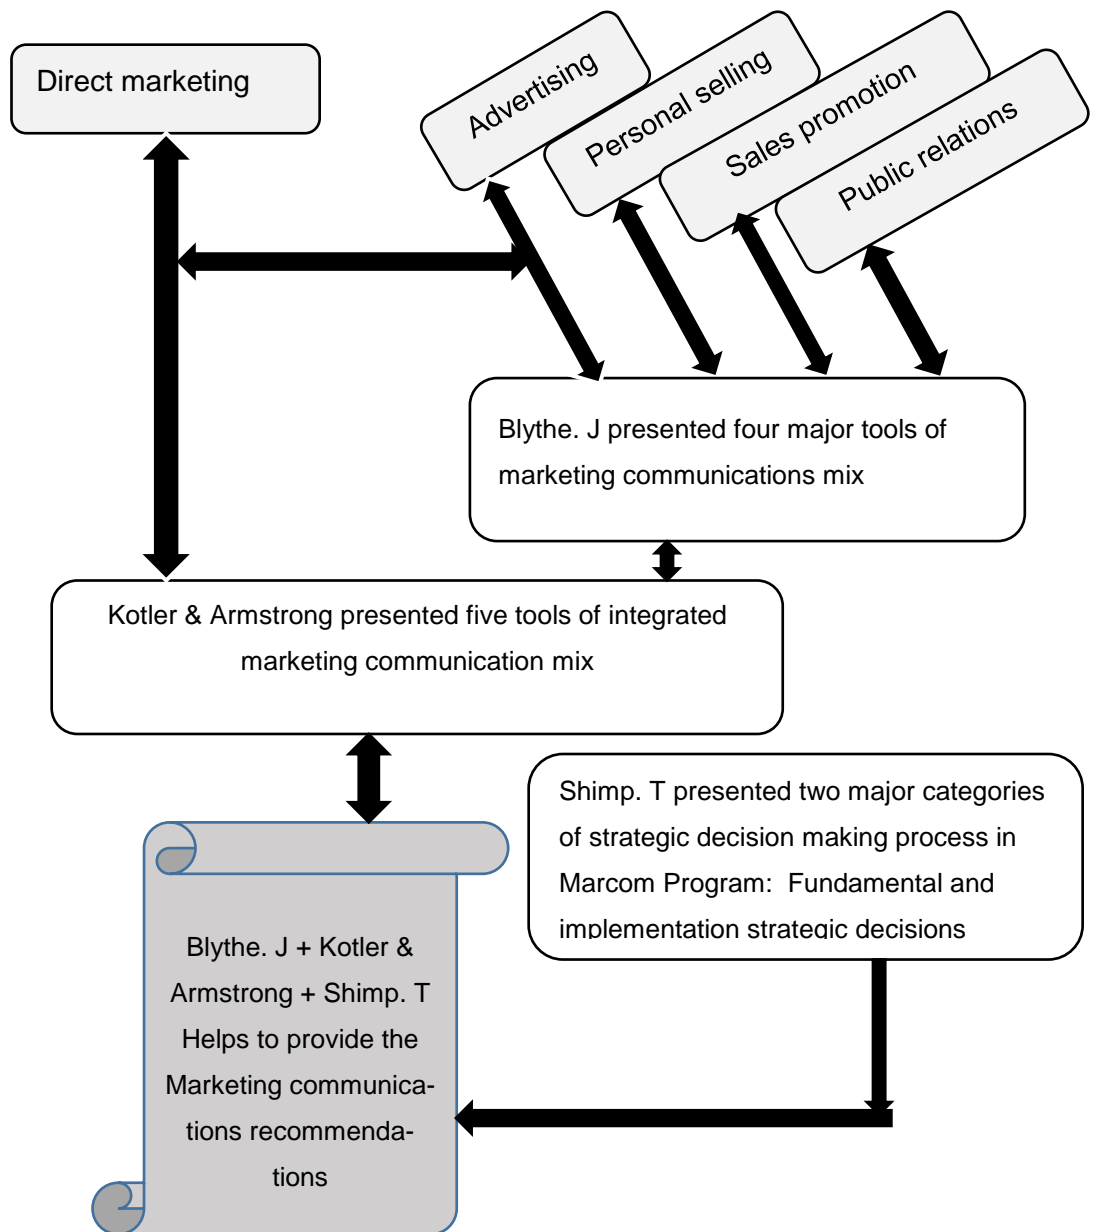 Direct marketing
Advertising
Personal selling
Sales promotion
Public relations
Blythe. J presented four major tools of
marketing communications mix
Kotler & Armstrong presented five tools of integrated
marketing communication mix
Shimp. T presented two major categories
of strategic decision making process in
Marcom Program:  Fundamental and
implementation strategic decisions
Blythe. J + Kotler &
Armstrong + Shimp. T
Helps to provide the
Marketing communica-
tions recommenda-
tions